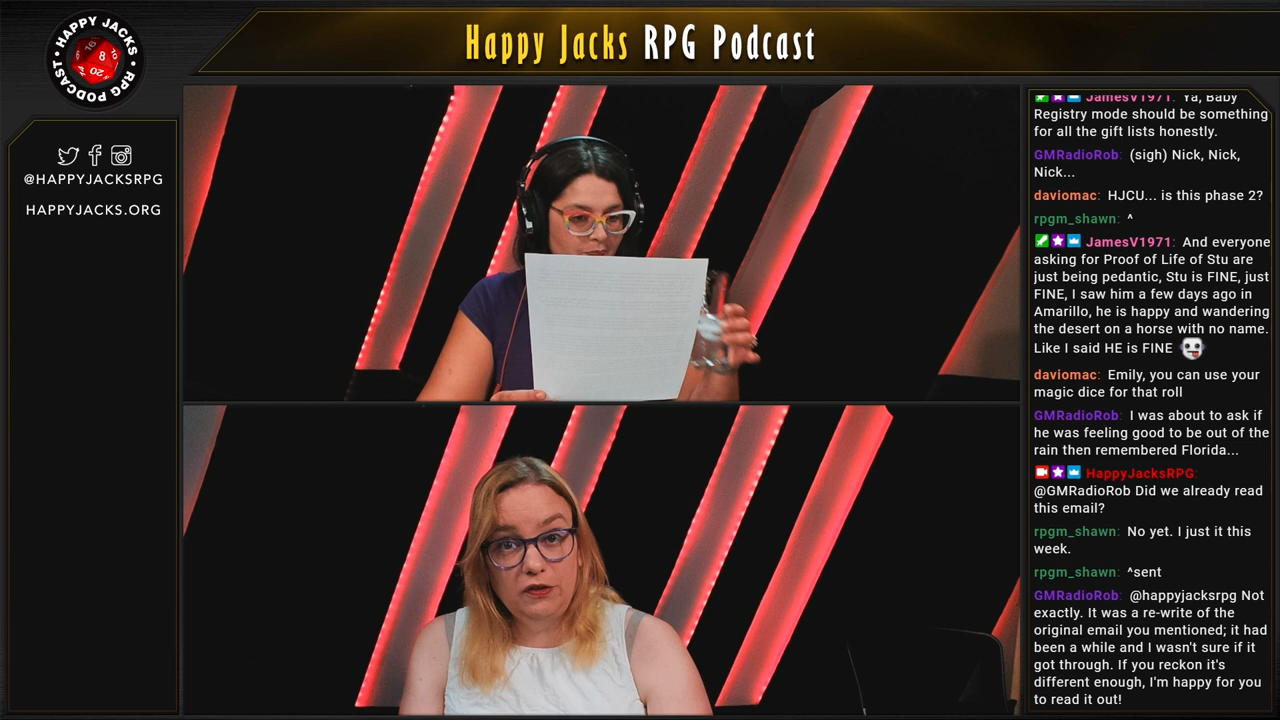 HAPPY JACKS
RPG PODCAST
Happy Jacks RPG Podcast
@HAPPYJACKSRPG
HAPPYJACKS.ORG
JamesV1971: Ya, Baby
Registry mode should be something
for all the gift lists honestly.
GMRadioRob: (sigh) Nick, Nick,
Nick...
daviomac: HJCU... is this phase 2?
rpgm_shawn: ^
JamesV1971: And everyone
asking for Proof of Life of Stu are
just being pedantic, Stu is FINE, just
FINE, I saw him a few days ago in
Amarillo, he is happy and wandering
the desert on a horse with no name.
Like I said HE is FINE
daviomac: Emily, you can use your
magic dice for that roll
GMRadioRob: I was about to ask if
he was feeling good to be out of the
rain then remembered Florida...
HappyJacksRPG:
@GMRadioRob Did we already read
this email?
rpgm_shawn: No yet. I just it this
week.
rpgm_shawn: ^sent
GMRadioRob: @happyjacksrpg Not
exactly. It was a re-write of the
original email you mentioned; it had
been a while and I wasn't sure if it
got through. If you reckon it's
different enough, I'm happy for you
to read it out!